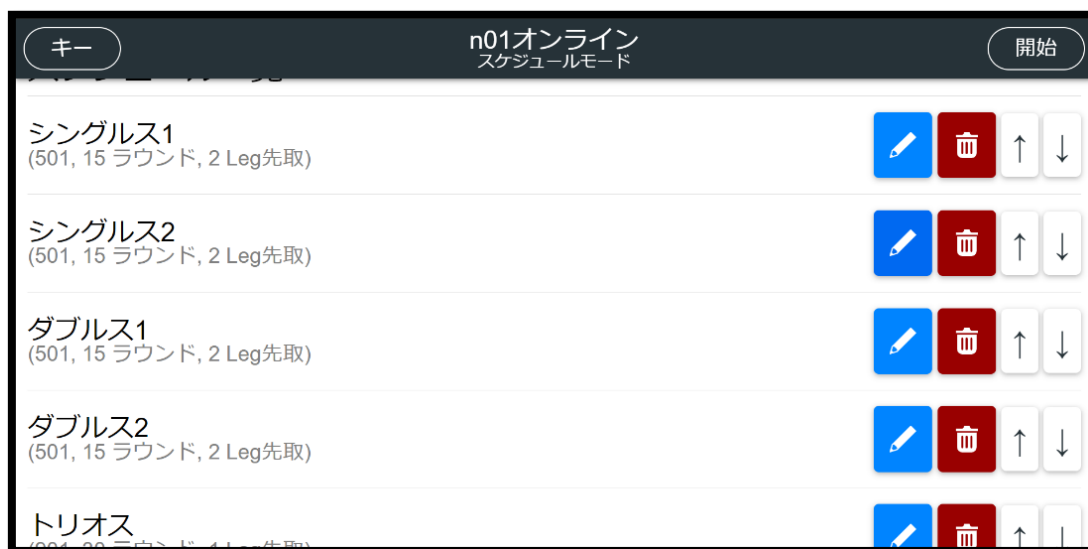 キー
n01オンライン
スケジュールモード
開始
シングルス1
(501, 15 ラウンド, 2 Leg先取)
↑ ↓
シングルス2
(501, 15 ラウンド, 2 Leg先取)
↑ ↓
ダブルス1
(501, 15 ラウンド, 2 Leg先取)
↑ ↓
ダブルス2
(501, 15 ラウンド, 2 Leg先取)
↑ ↓
トリオス